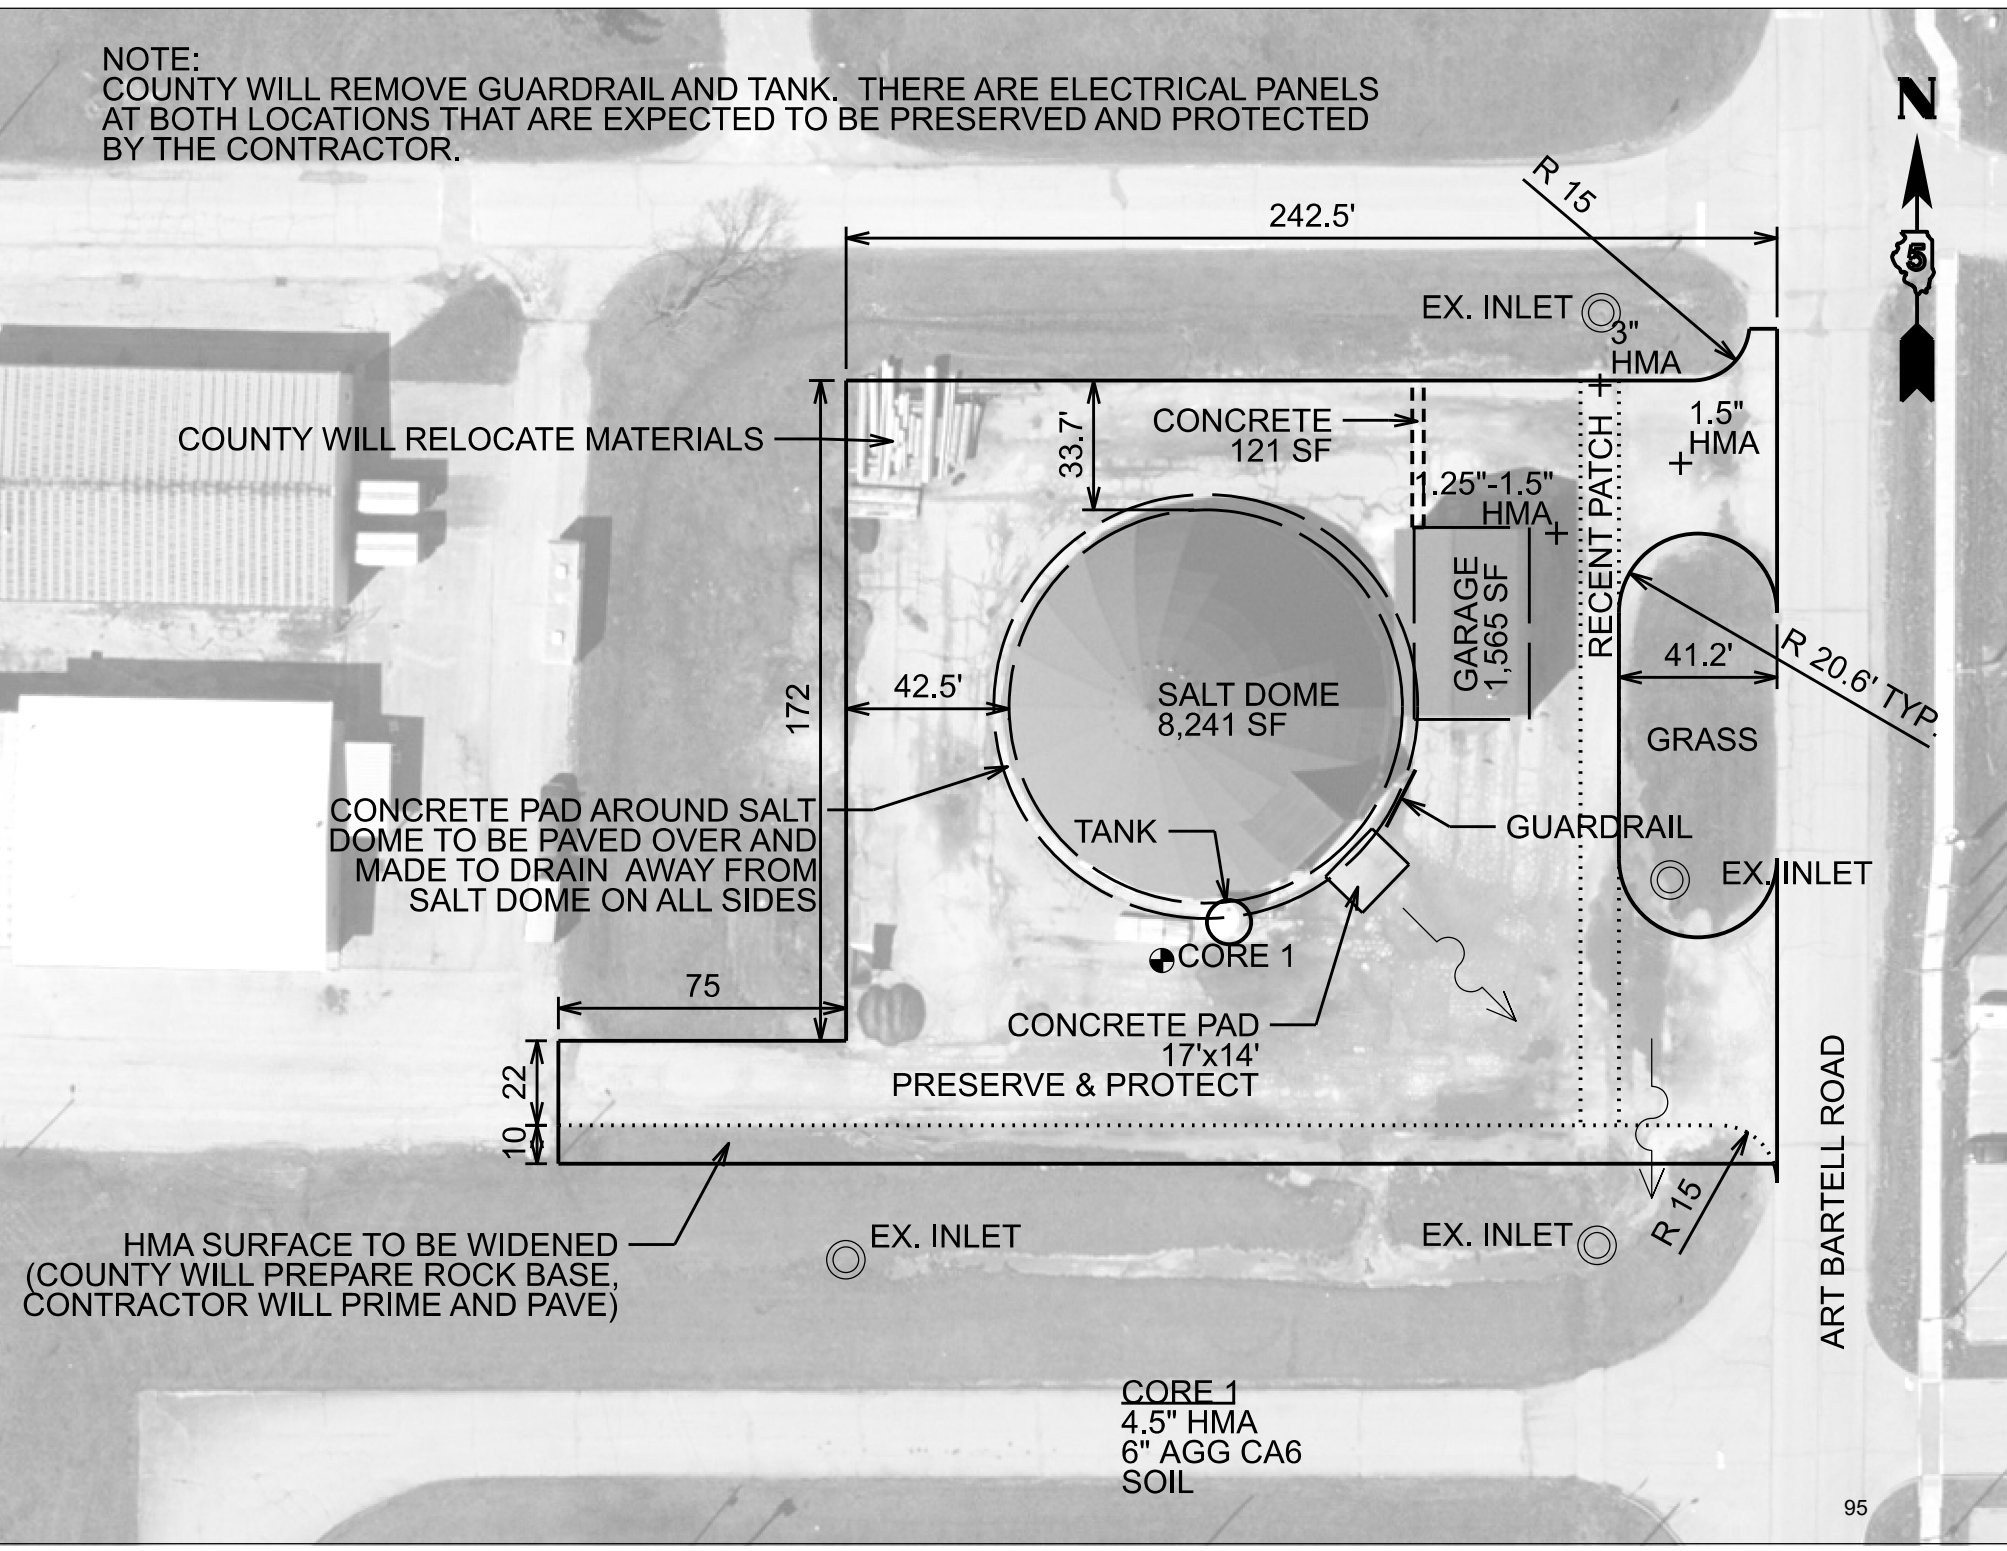 NOTE:
COUNTY WILL REMOVE GUARDRAIL AND TANK. THERE ARE ELECTRICAL PANELS
AT BOTH LOCATIONS THAT ARE EXPECTED TO BE PRESERVED AND PROTECTED
BY THE CONTRACTOR.
N
5
R 15
242.5'
EX. INLET
3"
HMA
COUNTY WILL RELOCATE MATERIALS
33.7'
CONCRETE
121 SF
1.5"
HMA
1.25"-1.5"
HMA
RECENT PATCH
GARAGE
1,565 SF
41.2'
R 20.6' TYP.
172
42.5'
SALT DOME
8,241 SF
GRASS
CONCRETE PAD AROUND SALT
DOME TO BE PAVED OVER AND
MADE TO DRAIN AWAY FROM
SALT DOME ON ALL SIDES
TANK
GUARDRAIL
EX. INLET
CORE 1
75
CONCRETE PAD
17'x14'
PRESERVE & PROTECT
22
10
ART BARTELL ROAD
R 15
HMA SURFACE TO BE WIDENED
(COUNTY WILL PREPARE ROCK BASE,
CONTRACTOR WILL PRIME AND PAVE)
EX. INLET
EX. INLET
CORE 1
4.5" HMA
6" AGG CA6
SOIL
95